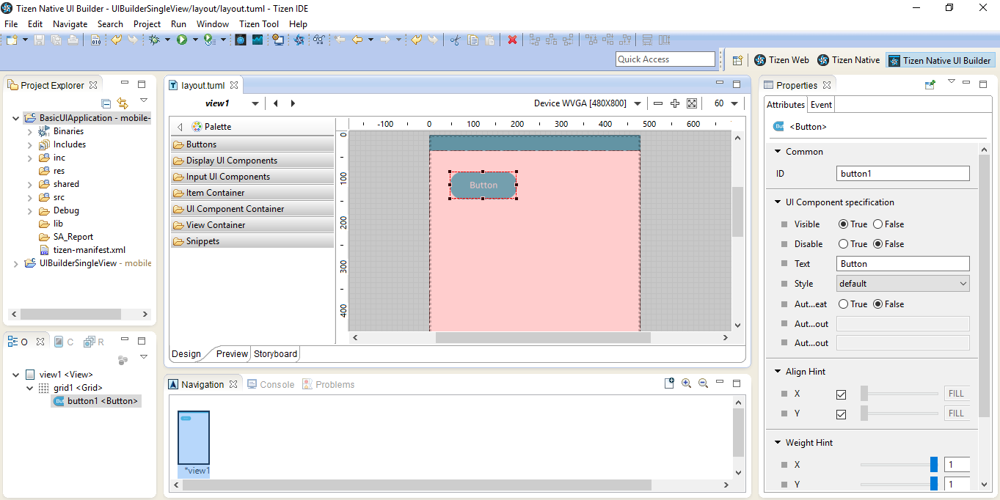 Tizen Native UI Builder - UIBuilderSingleView/layout/layout.tuml - Tizen IDE
File Edit Navigate Search Project Run Window Tizen Tool Help
Quick Access
Tizen Web
Tizen Native
Tizen Native UI Builder
Project Explorer
BasicUIApplication - mobile-
Binaries
Includes
inc
res
shared
src
Debug
lib
SA_Report
tizen-manifest.xml
UIBuilderSingleView - mobile
O C R
view1 <View>
grid1 <Grid>
button1 <Button>
layout.tuml
view1
Device WVGA [480X800]
60
Palette
Buttons
Display UI Components
Input UI Components
Item Container
UI Component Container
View Container
Snippets
-100 0 100 200 300 400 500 600
0
100
200
300
400
Button
Design Preview Storyboard
Navigation Console Problems
*view1
Properties
Attributes Event
<Button>
Common
ID button1
UI Component specification
Visible True False
Disable True False
Text Button
Style default
Aut...eat True False
Aut...out
Aut...out
Align Hint
X FILL
Y FILL
Weight Hint
X 1
Y 1